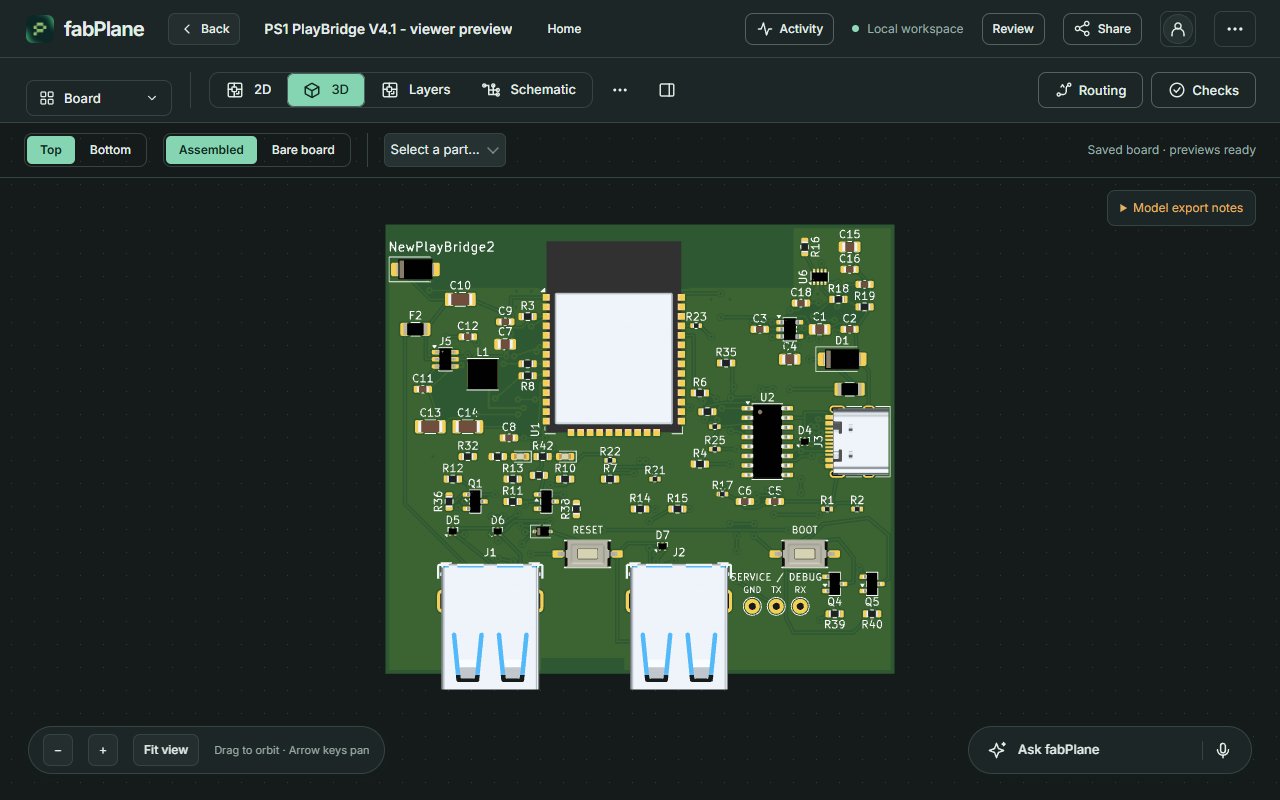 fabPlane
Back
PS1 PlayBridge V4.1 - viewer preview
Home
Activity
Local workspace
Review
Share
Board
2D
3D
Layers
Schematic
Routing
Checks
Top
Bottom
Assembled
Bare board
Select a part...
Saved board · previews ready
Model export notes
NewPlayBridge2
R16
C15
C16
U6
C10
C18
R18
R19
R3
C9
F2
C12
C7
R23
C3
C1
C2
J5
L1
D1
R35
C4
C11
R8
R6
U2
C13
C14
C8
U1
D4
J3
R25
R32
R42
R22
R4
R12
R13
R10
R7
R21
Q1
R36
R11
R38
R14
R15
R17
C6
C5
R1
R2
D5
D6
RESET
D7
BOOT
J1
J2
SERVICE / DEBUG
GND
TX
RX
Q4
Q5
R39
R40
−
+
Fit view
Drag to orbit · Arrow keys pan
Ask fabPlane